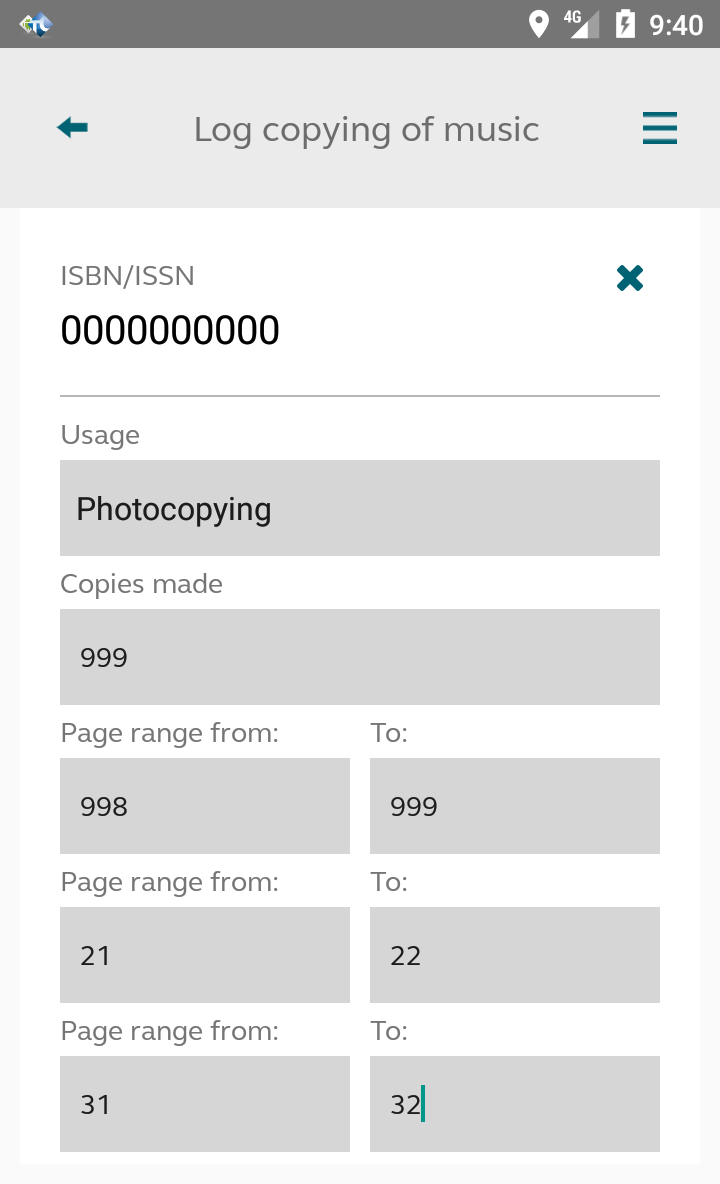 4G 9:40
Log copying of music
ISBN/ISSN
0000000000
Usage
Photocopying
Copies made
999
Page range from: To:
998 999
Page range from: To:
21 22
Page range from: To:
31 32